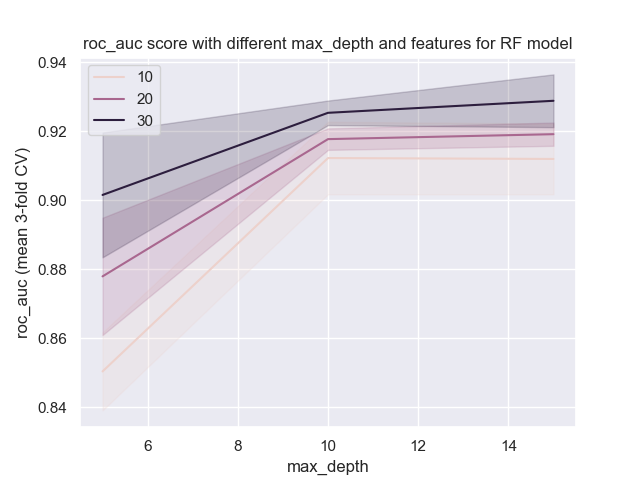 roc_auc score with different max_depth and features for RF model
0.94
0.92
0.90
0.88
0.86
0.84
roc_auc (mean 3-fold CV)
10
20
30
6 8 10 12 14
max_depth